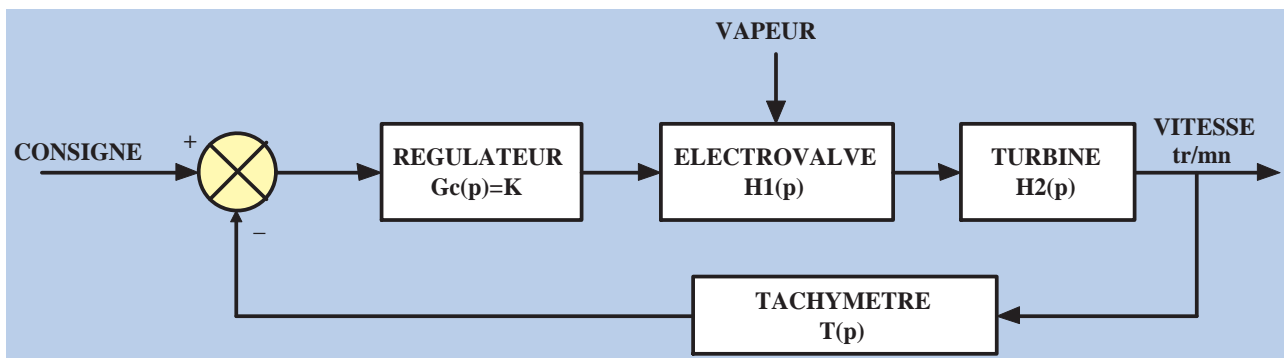 VAPEUR
CONSIGNE
+
−
REGULATEUR
Gc(p)=K
ELECTROVALVE
H1(p)
TURBINE
H2(p)
VITESSE
tr/mn
TACHYMETRE
T(p)